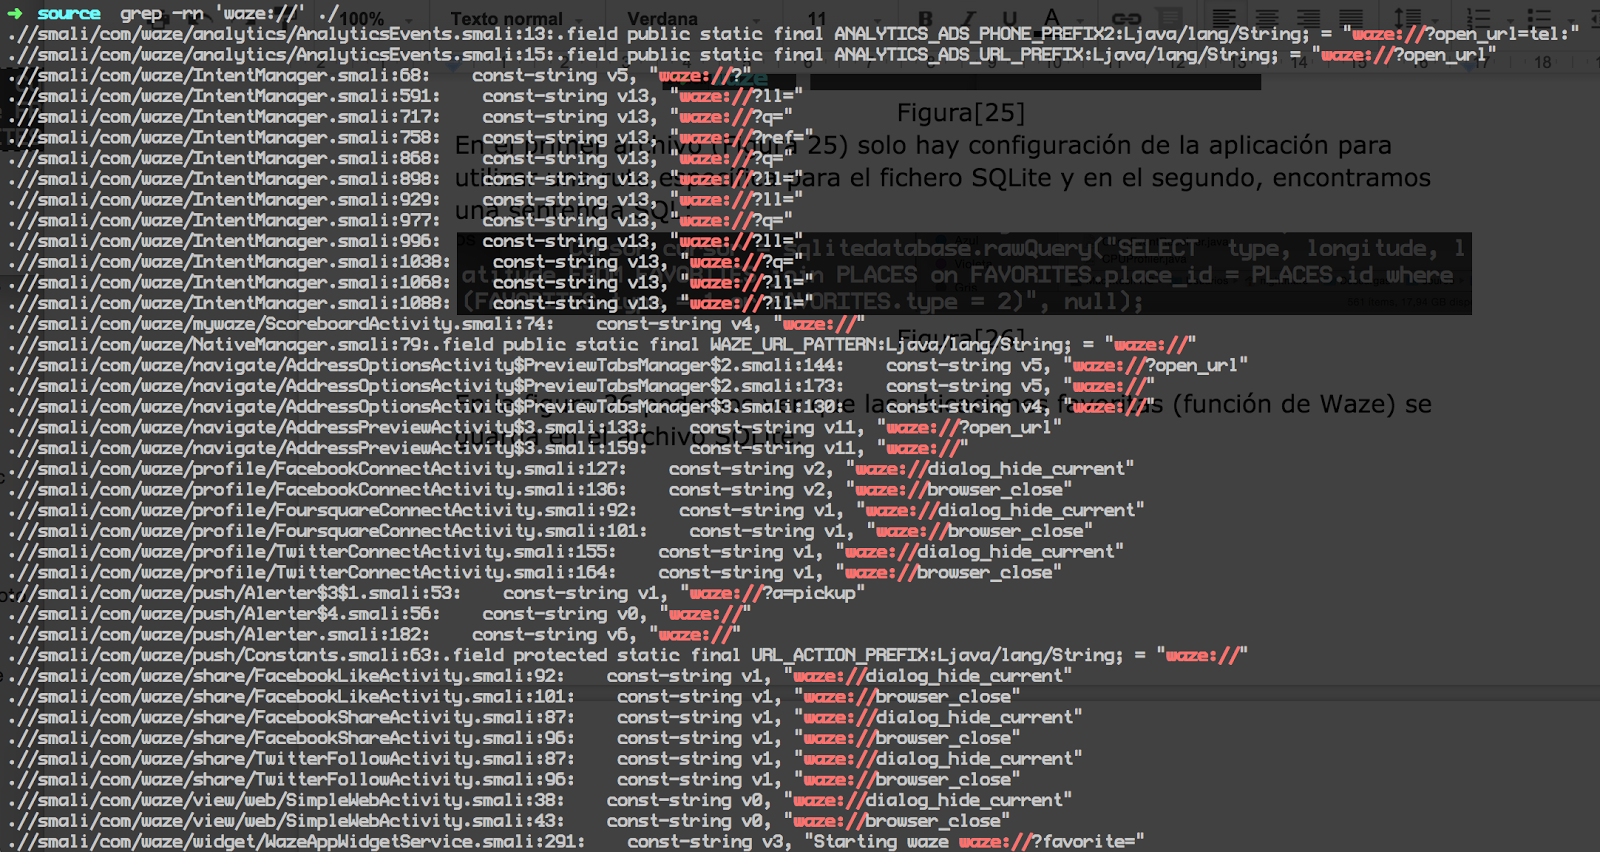 ➜ source grep -rn 'waze://' ./
100% Texto normal Verdana 11
.//smali/com/waze/analytics/AnalyticsEvents.smali:13:.field public static final ANALYTICS_ADS_PHONE_PREFIX2:Ljava/lang/String; = "waze://?open_url=tel:"
.//smali/com/waze/analytics/AnalyticsEvents.smali:15:.field public static final ANALYTICS_ADS_URL_PREFIX:Ljava/lang/String; = "waze://?open_url"
.//smali/com/waze/IntentManager.smali:68:    const-string v5, "waze://?"
.//smali/com/waze/IntentManager.smali:591:    const-string v13, "waze://?ll="
.//smali/com/waze/IntentManager.smali:717:    const-string v13, "waze://?q="
.//smali/com/waze/IntentManager.smali:758:    const-string v13, "waze://?ref="
.//smali/com/waze/IntentManager.smali:868:    const-string v13, "waze://?q="
.//smali/com/waze/IntentManager.smali:898:    const-string v13, "waze://?ll="
.//smali/com/waze/IntentManager.smali:929:    const-string v13, "waze://?ll="
.//smali/com/waze/IntentManager.smali:977:    const-string v13, "waze://?q="
.//smali/com/waze/IntentManager.smali:996:    const-string v13, "waze://?ll="
.//smali/com/waze/IntentManager.smali:1038:    const-string v13, "waze://?q="
.//smali/com/waze/IntentManager.smali:1068:    const-string v13, "waze://?ll="
.//smali/com/waze/IntentManager.smali:1088:    const-string v13, "waze://?ll="
.//smali/com/waze/mywaze/ScoreboardActivity.smali:74:    const-string v4, "waze://"
.//smali/com/waze/NativeManager.smali:79:.field public static final WAZE_URL_PATTERN:Ljava/lang/String; = "waze://"
.//smali/com/waze/navigate/AddressOptionsActivity$PreviewTabsManager$2.smali:144:    const-string v5, "waze://?open_url"
.//smali/com/waze/navigate/AddressOptionsActivity$PreviewTabsManager$2.smali:173:    const-string v5, "waze://"
.//smali/com/waze/navigate/AddressOptionsActivity$PreviewTabsManager$3.smali:138:    const-string v4, "waze://"
.//smali/com/waze/navigate/AddressPreviewActivity$3.smali:133:    const-string v11, "waze://?open_url"
.//smali/com/waze/navigate/AddressPreviewActivity$3.smali:159:    const-string v11, "waze://"
.//smali/com/waze/profile/FacebookConnectActivity.smali:127:    const-string v2, "waze://dialog_hide_current"
.//smali/com/waze/profile/FacebookConnectActivity.smali:136:    const-string v2, "waze://browser_close"
.//smali/com/waze/profile/FoursquareConnectActivity.smali:92:    const-string v1, "waze://dialog_hide_current"
.//smali/com/waze/profile/FoursquareConnectActivity.smali:101:    const-string v1, "waze://browser_close"
.//smali/com/waze/profile/TwitterConnectActivity.smali:155:    const-string v1, "waze://dialog_hide_current"
.//smali/com/waze/profile/TwitterConnectActivity.smali:164:    const-string v1, "waze://browser_close"
.//smali/com/waze/push/Alerter$3$1.smali:53:    const-string v1, "waze://?a=pickup"
.//smali/com/waze/push/Alerter$4.smali:56:    const-string v0, "waze://"
.//smali/com/waze/push/Alerter.smali:182:    const-string v6, "waze://"
.//smali/com/waze/push/Constants.smali:63:.field protected static final URL_ACTION_PREFIX:Ljava/lang/String; = "waze://"
.//smali/com/waze/share/FacebookLikeActivity.smali:92:    const-string v1, "waze://dialog_hide_current"
.//smali/com/waze/share/FacebookLikeActivity.smali:101:    const-string v1, "waze://browser_close"
.//smali/com/waze/share/FacebookShareActivity.smali:87:    const-string v1, "waze://dialog_hide_current"
.//smali/com/waze/share/FacebookShareActivity.smali:96:    const-string v1, "waze://browser_close"
.//smali/com/waze/share/TwitterFollowActivity.smali:87:    const-string v1, "waze://dialog_hide_current"
.//smali/com/waze/share/TwitterFollowActivity.smali:96:    const-string v1, "waze://browser_close"
.//smali/com/waze/view/web/SimpleWebActivity.smali:38:    const-string v0, "waze://dialog_hide_current"
.//smali/com/waze/view/web/SimpleWebActivity.smali:43:    const-string v0, "waze://browser_close"
.//smali/com/waze/widget/WazeAppWidgetService.smali:291:    const-string v3, "Starting waze waze://?favorite="
Figura[25]
En el primer archivo (Figura 25) solo hay configuración de la aplicación para
utilizar una ruta específica para el fichero SQLite y en el segundo, encontramos
una sentencia SQL
sqlitedatabase.rawQuery("SELECT type, longitude, l
atitude FROM FAVORITES join PLACES on FAVORITES.place_id = PLACES.id where
(FAVORITES.type = 1 or FAVORITES.type = 2)", null);
Figura[26]
En la figura 26 podemos ver que las ubicaciones favoritas (función de Waze) se
guarda en el archivo SQLite.